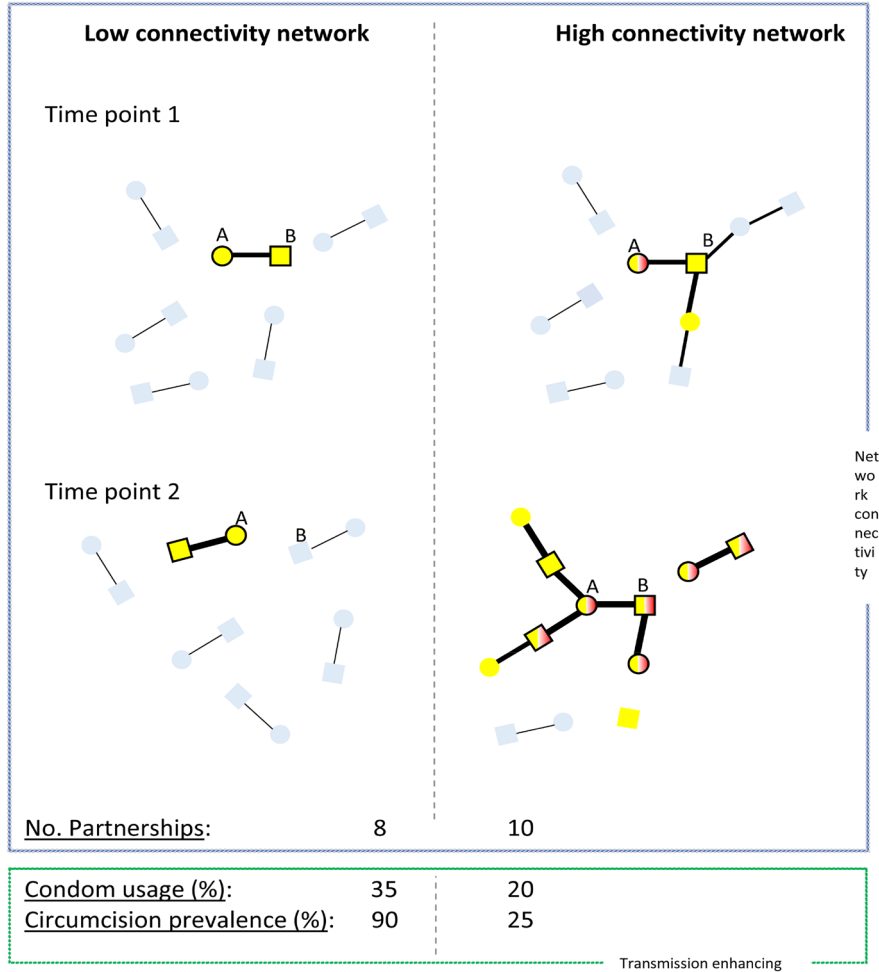 Low connectivity network
High connectivity network
Time point 1
A
B
A
B
Net
wo
rk
con
nec
tivi
ty
Time point 2
A
B
A
B
No. Partnerships: 8 10
Condom usage (%): 35 20
Circumcision prevalence (%): 90 25
Transmission enhancing